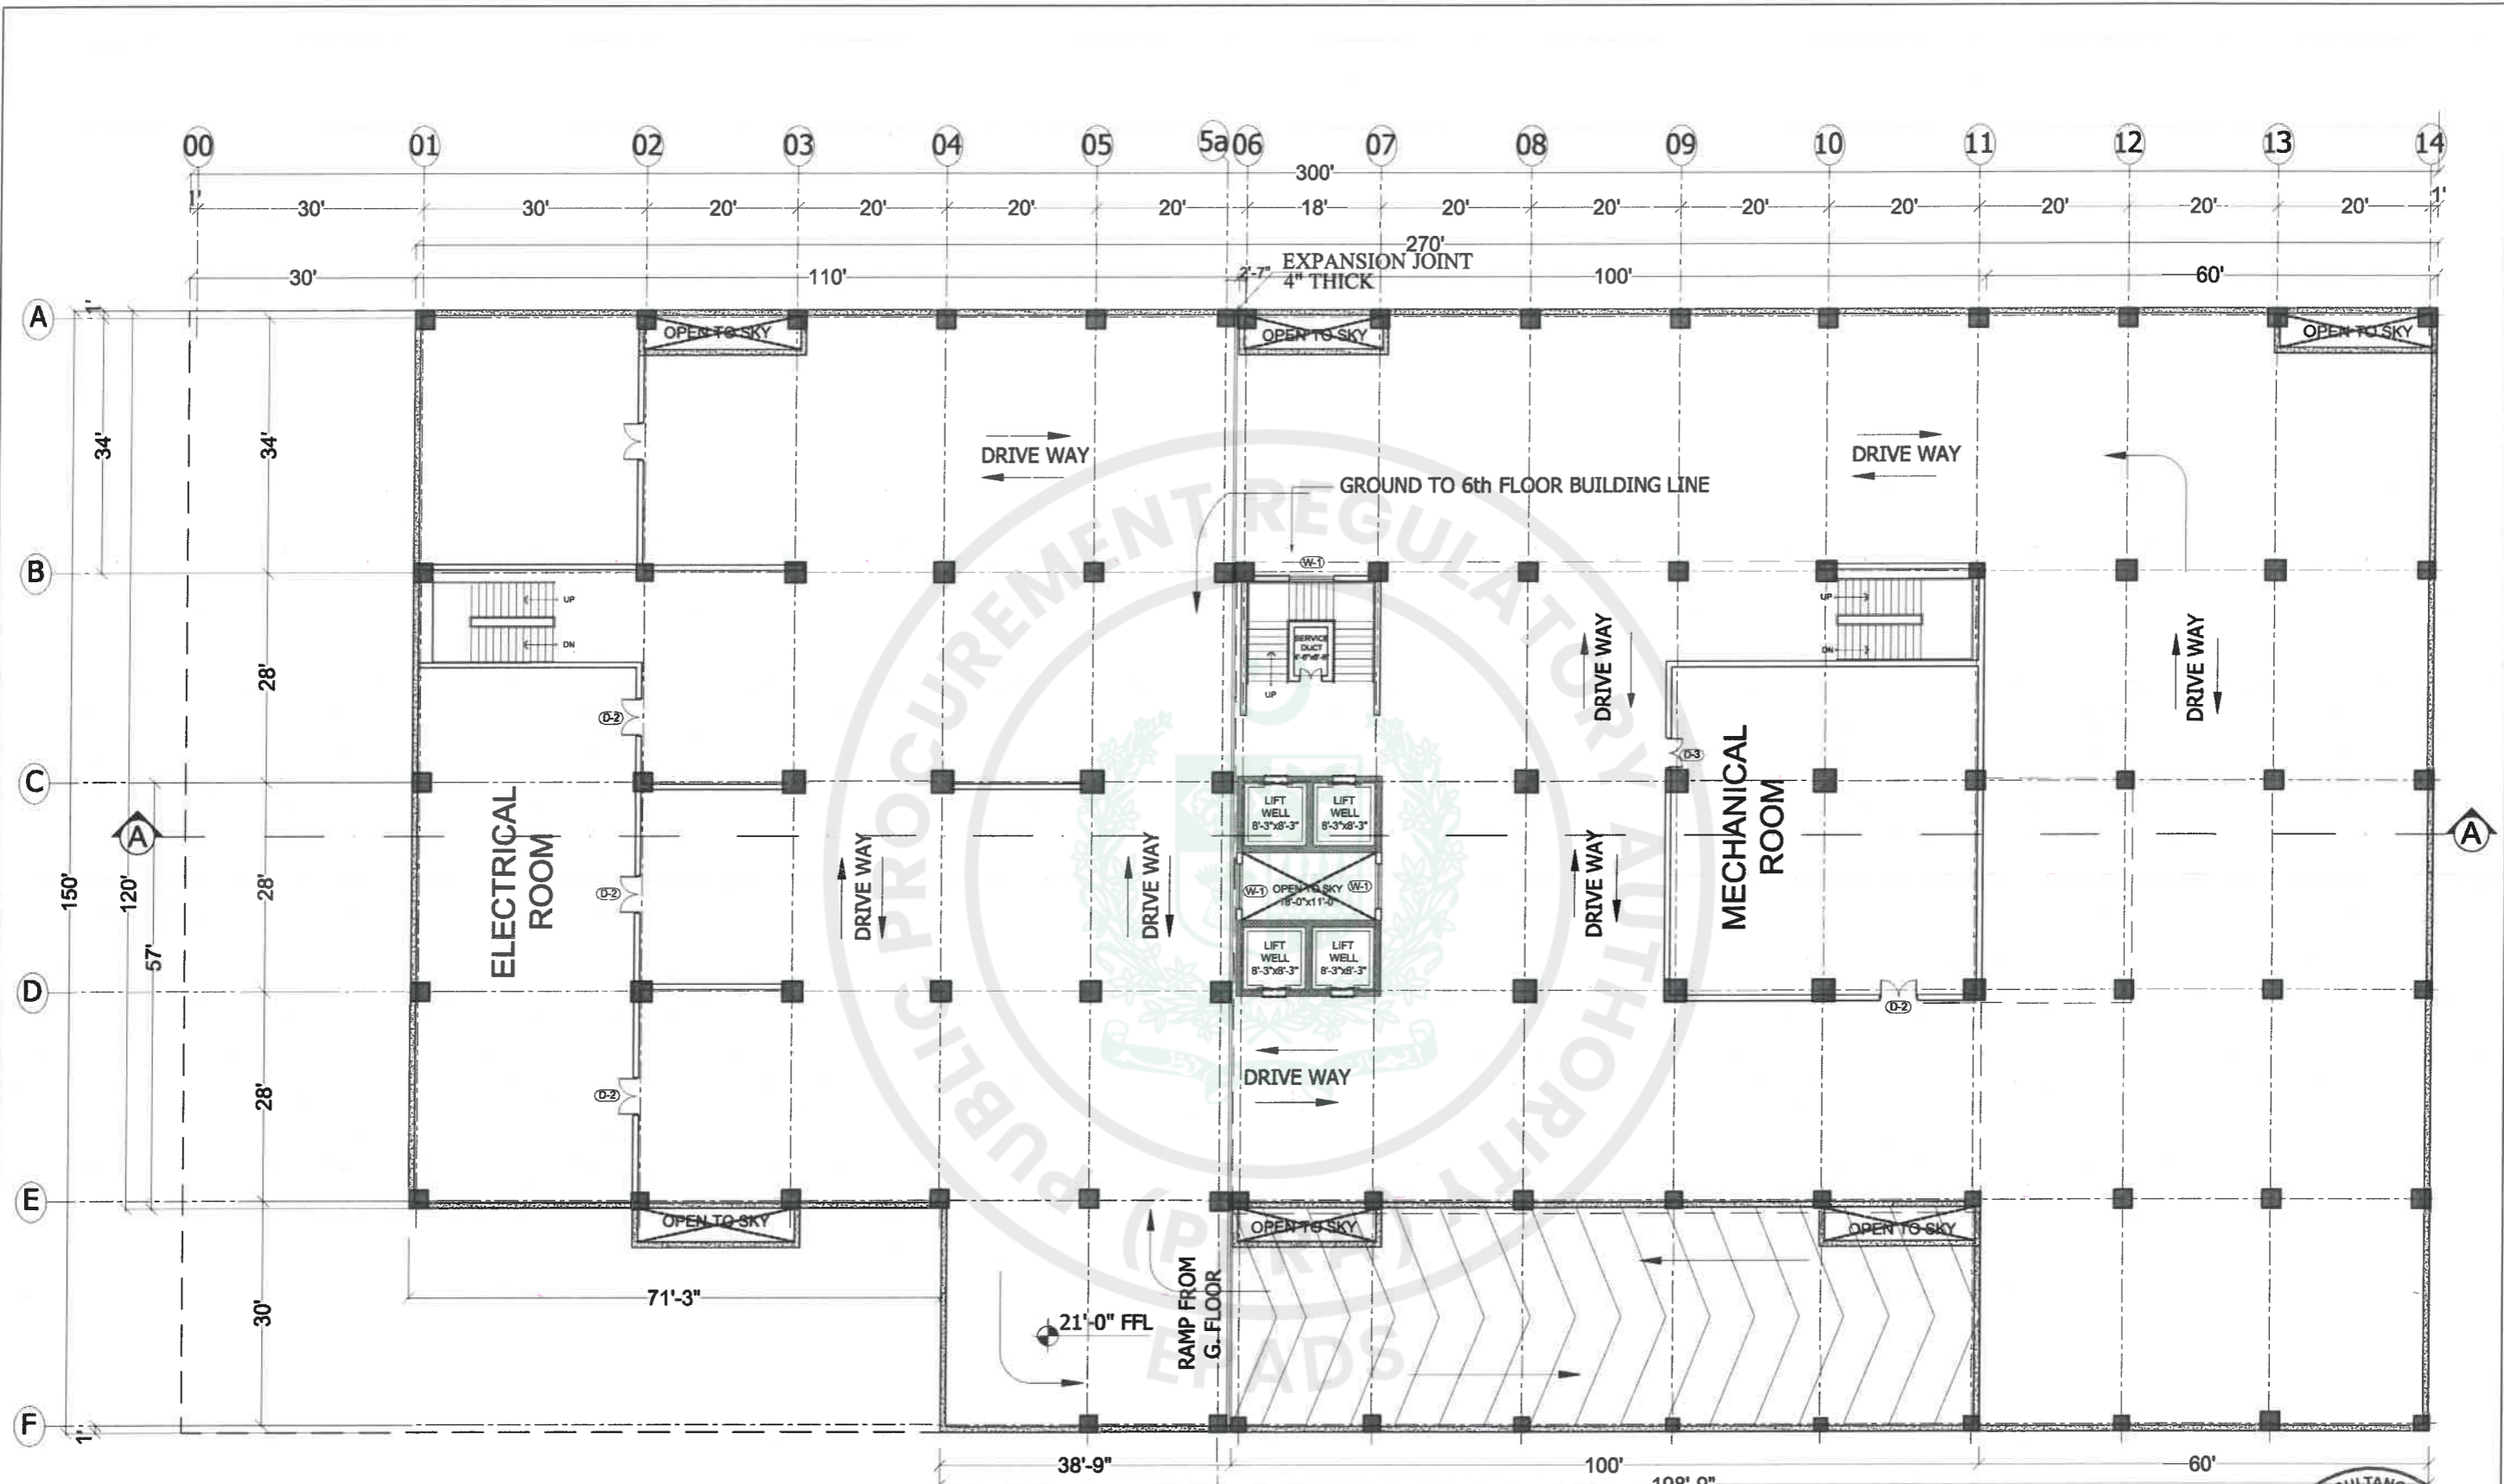 00 01 02 03 04 05 5a 06 07 08 09 10 11 12 13 14
300'
1' 30' 30' 20' 20' 20' 20' 18' 20' 20' 20' 20' 20' 20' 20' 1'
270'
30' 110' 2'-7" 100' 60'
EXPANSION JOINT
4" THICK
A
1'
OPEN TO SKY
OPEN TO SKY
OPEN TO SKY
34'
34'
DRIVE WAY
DRIVE WAY
GROUND TO 6th FLOOR BUILDING LINE
B
W-1
UP
DN
SERVICE
DUCT
UP
UP
DN
DRIVE WAY
DRIVE WAY
28'
D-2
D-3
C
LIFT
WELL
8'-3"x8'-3"
LIFT
WELL
8'-3"x8'-3"
A
A
ELECTRICAL
ROOM
MECHANICAL
ROOM
DRIVE WAY
DRIVE WAY
DRIVE WAY
150'
120'
57'
28'
D-2
W-1
OPEN TO SKY
18'-0"x11'-0"
W-1
LIFT
WELL
8'-3"x8'-3"
LIFT
WELL
8'-3"x8'-3"
D
D-2
28'
D-2
DRIVE WAY
E
OPEN TO SKY
OPEN TO SKY
OPEN TO SKY
71'-3"
30'
21'-0" FFL
RAMP FROM
G. FLOOR
F
1'
38'-9"
100'
60'
198'-9"
PUBLIC PROCUREMENT REGULATORY AUTHORITY
(PPRA)
EPADS